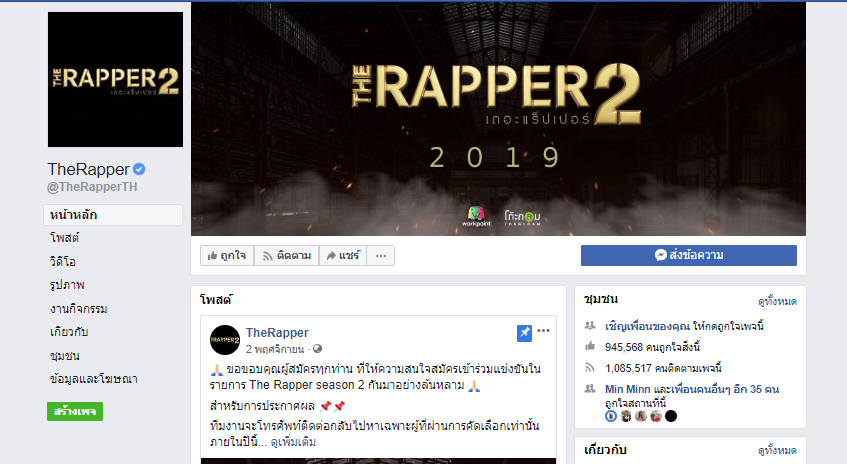 THE RAPPER 2
เดอะแร็ปเปอร์
TheRapper
@TheRapperTH
หน้าหลัก
โพสต์
วิดีโอ
รูปภาพ
งานกิจกรรม
เกี่ยวกับ
ชุมชน
ข้อมูลและโฆษณา
สร้างเพจ
THE RAPPER 2
เดอะแร็ปเปอร์
2019
workpoint
โต๊ะกลม
TOHGLOM
ถูกใจ
ติดตาม
แชร์
ส่งข้อความ
โพสต์
THE RAPPER 2
TheRapper
2 พฤศจิกายน ·
🙏🏻 ขอขอบคุณผู้สมัครทุกท่าน ที่ให้ความสนใจสมัครเข้าร่วมแข่งขันใน
รายการ The Rapper season 2 กันมาอย่างล้นหลาม 🙏🏻
สำหรับการประกาศผล 📌📌
ทีมงานจะโทรศัพท์ติดต่อกลับไปหาเฉพาะผู้ที่ผ่านการคัดเลือกเท่านั้น
ภายในปีนี้... ดูเพิ่มเติม
ชุมชน ดูทั้งหมด
เชิญเพื่อนของคุณ ให้กดถูกใจเพจนี้
945,568 คนถูกใจสิ่งนี้
1,085,517 คนติดตามเพจนี้
Min Minn และเพื่อนคนอื่นๆ อีก 35 คน
ถูกใจสถานที่นี้
เกี่ยวกับ ดูทั้งหมด